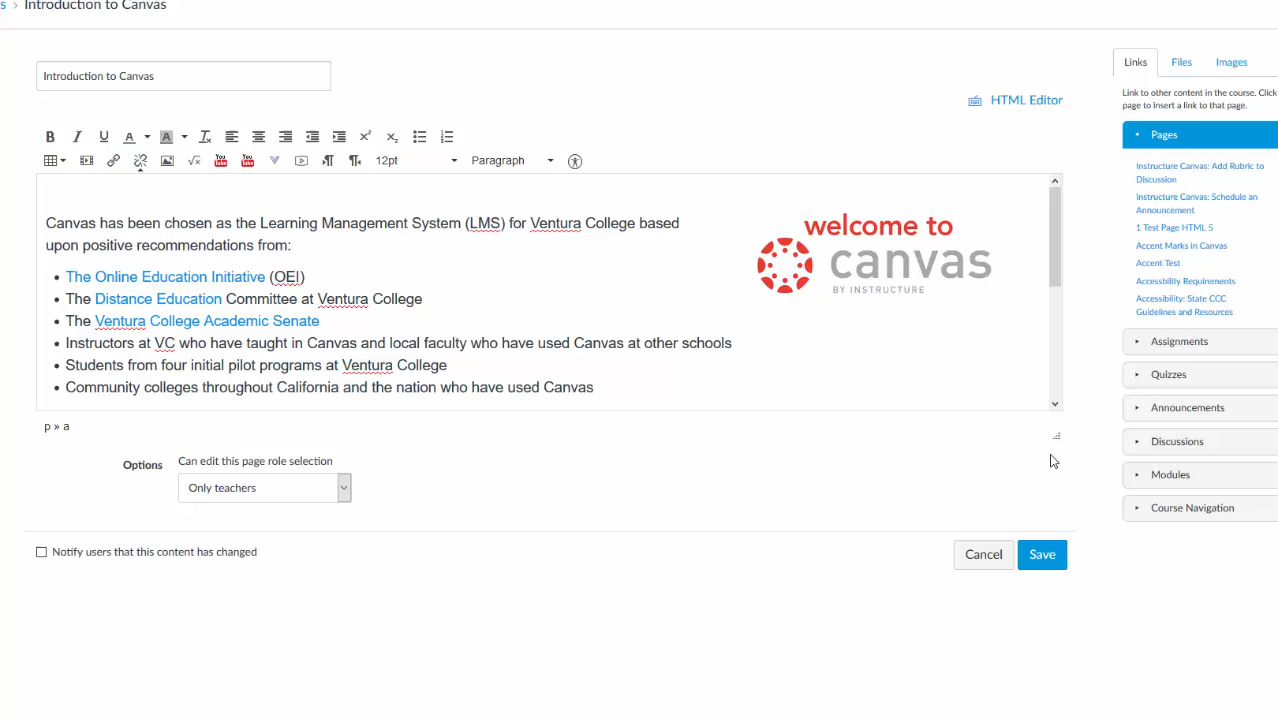 s › Introduction to Canvas
Introduction to Canvas
HTML Editor
B I U A A Tx x² x₂
12pt Paragraph
Canvas has been chosen as the Learning Management System (LMS) for Ventura College based
upon positive recommendations from:
• The Online Education Initiative (OEI)
• The Distance Education Committee at Ventura College
• The Ventura College Academic Senate
• Instructors at VC who have taught in Canvas and local faculty who have used Canvas at other schools
• Students from four initial pilot programs at Ventura College
• Community colleges throughout California and the nation who have used Canvas
welcome to
canvas
BY INSTRUCTURE
p » a
Options
Can edit this page role selection
Only teachers
Notify users that this content has changed
Cancel Save
Links Files Images
Link to other content in the course. Click
page to insert a link to that page.
Pages
Instructure Canvas: Add Rubric to
Discussion
Instructure Canvas: Schedule an
Announcement
1 Test Page HTML 5
Accent Marks in Canvas
Accent Test
Accessbility Requirements
Accessibility: State CCC
Guidelines and Resources
Assignments
Quizzes
Announcements
Discussions
Modules
Course Navigation